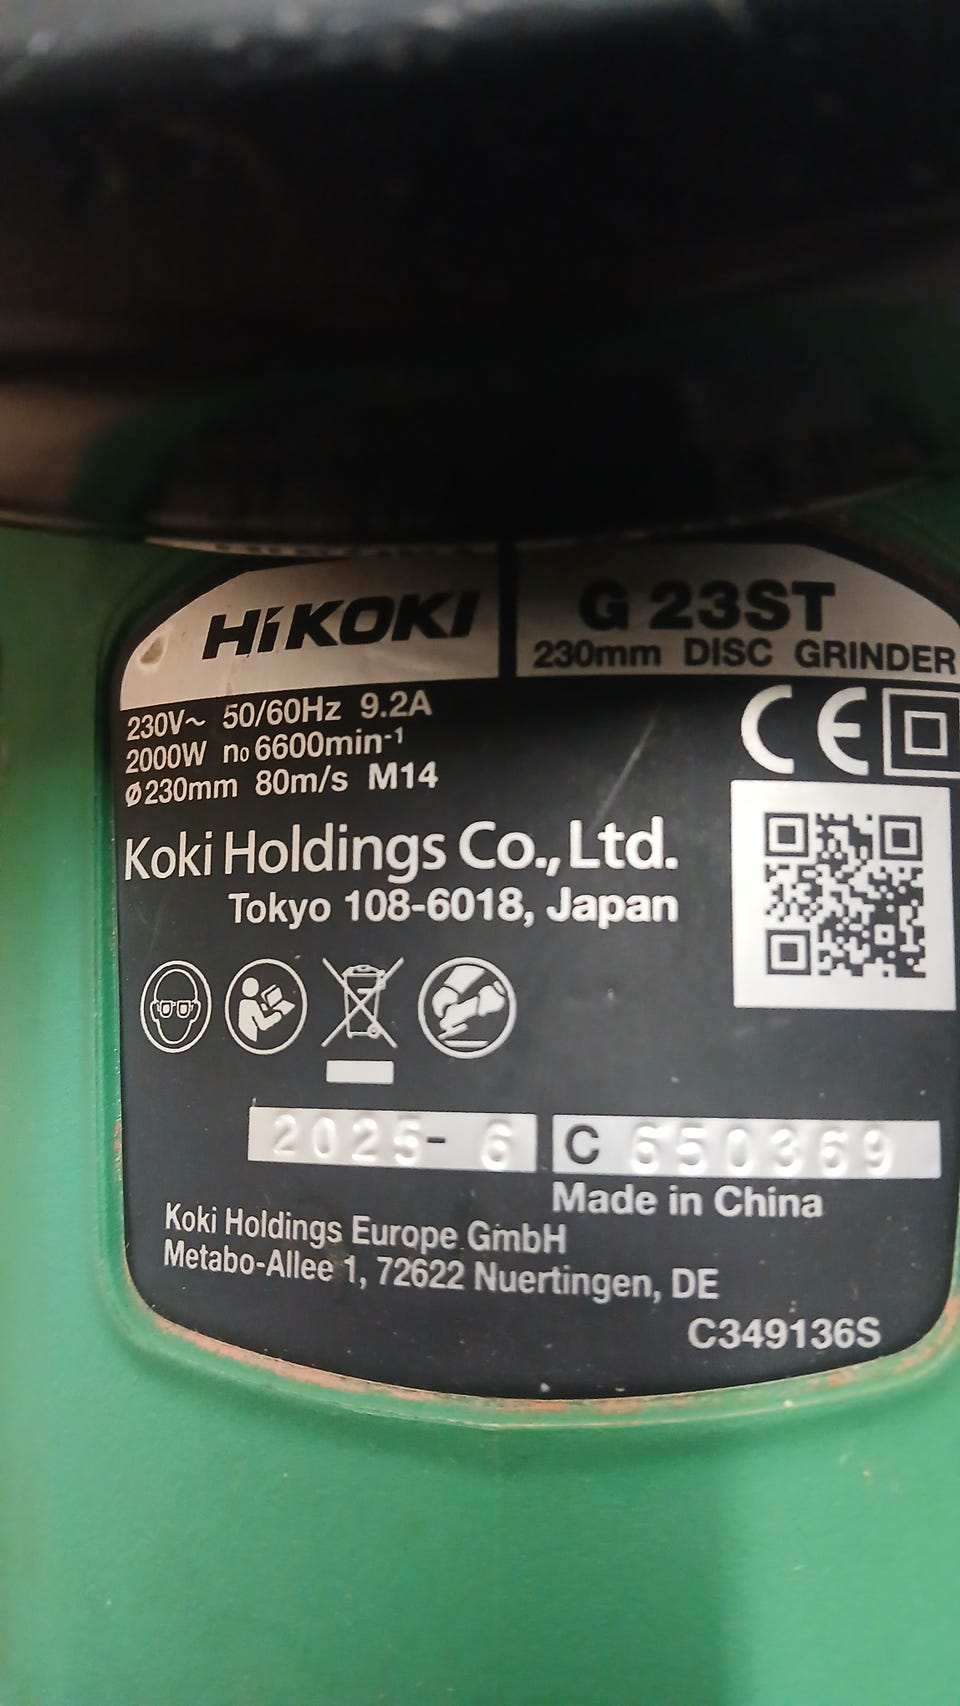 HiKOKI
G 23ST
230mm DISC GRINDER
230V~ 50/60Hz 9.2A
2000W n₀ 6600min⁻¹
Ø230mm 80m/s M14
CE
Koki Holdings Co., Ltd.
Tokyo 108-6018, Japan
2025- 6
C 650369
Made in China
Koki Holdings Europe GmbH
Metabo-Allee 1, 72622 Nuertingen, DE
C349136S